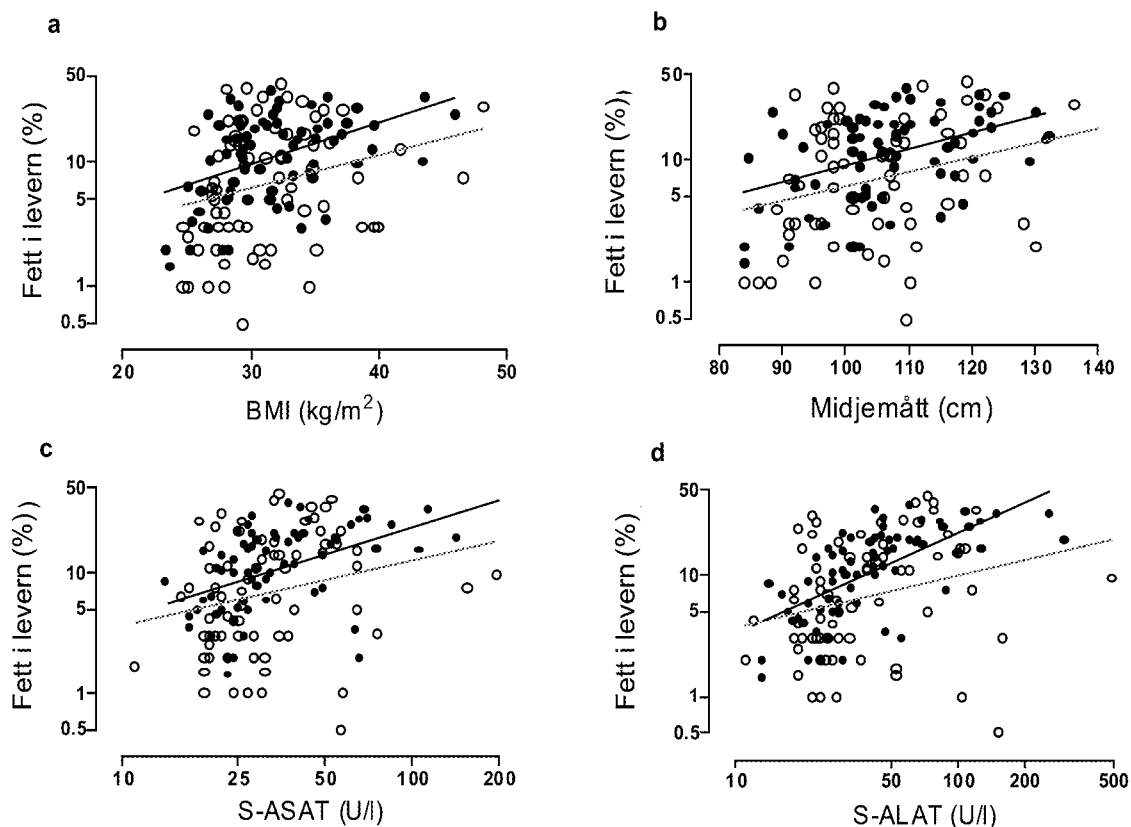 a
Fett i levern (%)
50
10
5
1
0.5
20 30 40 50
BMI (kg/m²)
b
Fett i levern (%))
50
10
5
1
0.5
80 90 100 110 120 130 140
Midjemått (cm)
c
Fett i levern (%))
50
10
5
1
0.5
10 25 50 100 200
S-ASAT (U/l)
d
Fett i levern (%)
50
10
5
1
0.5
10 50 100 200 500
S-ALAT (U/l)